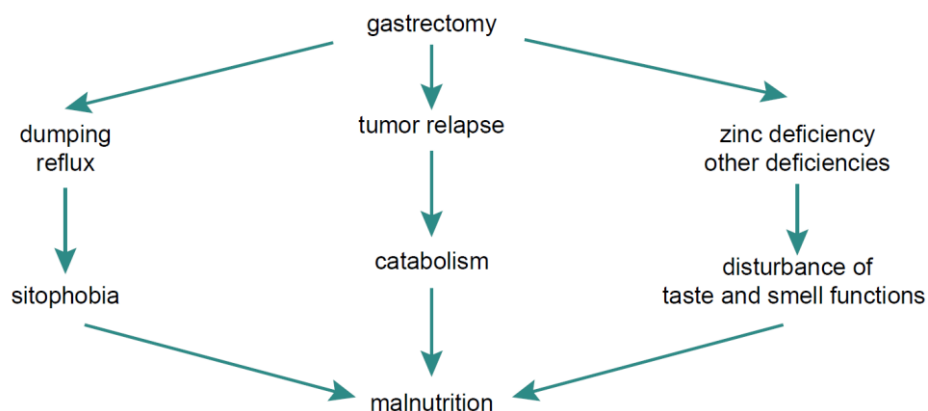 gastrectomy
dumping
reflux
tumor relapse
zinc deficiency
other deficiencies
sitophobia
catabolism
disturbance of
taste and smell functions
malnutrition